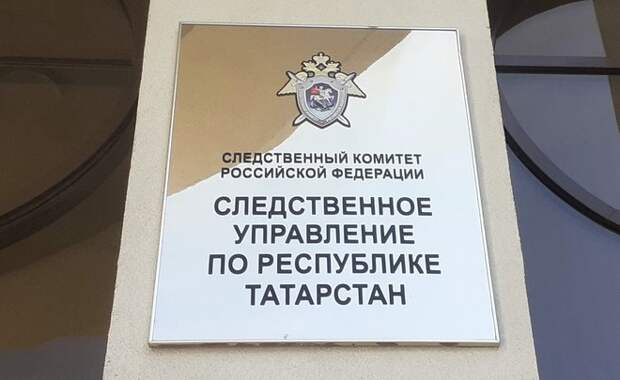 СЛЕДСТВЕННЫЙ КОМИТЕТ
РОССИЙСКОЙ ФЕДЕРАЦИИ
СЛЕДСТВЕННОЕ
УПРАВЛЕНИЕ
ПО РЕСПУБЛИКЕ
ТАТАРСТАН